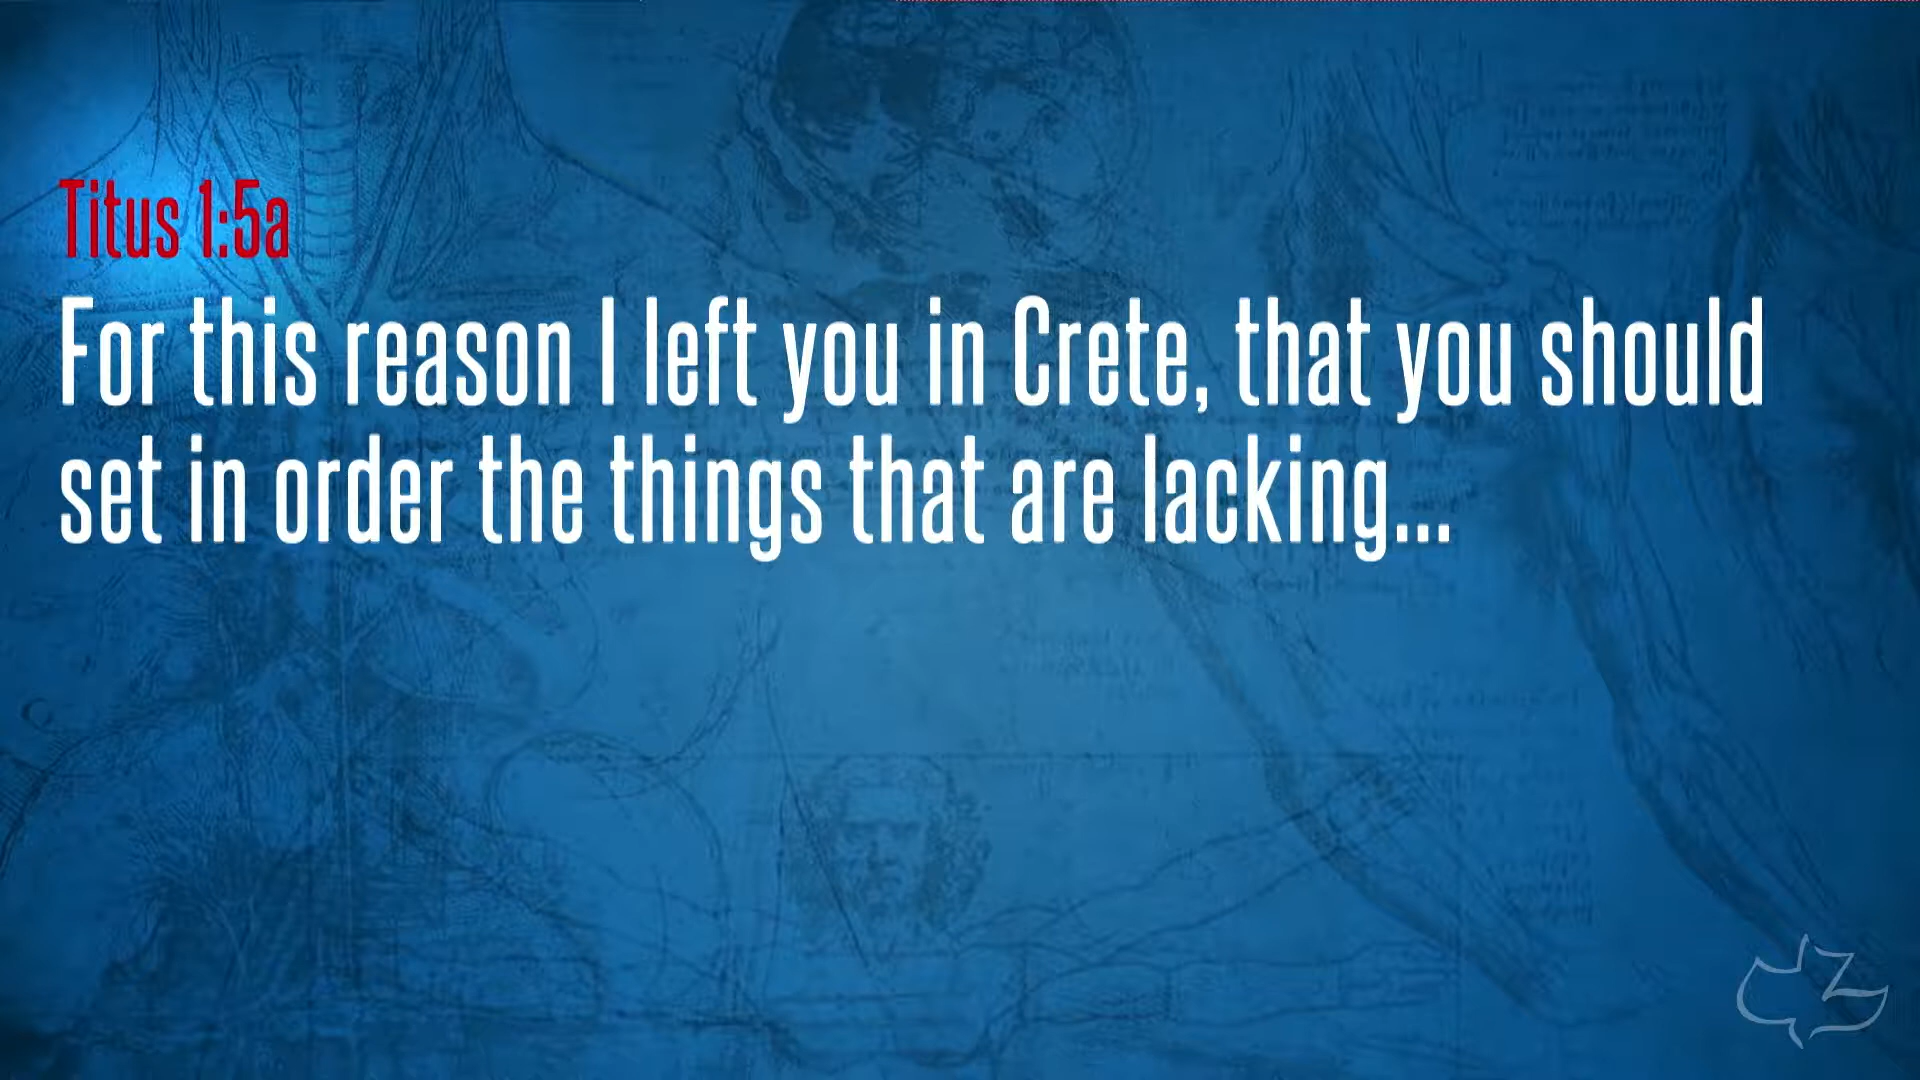 Titus 1:5a
For this reason I left you in Crete, that you should
set in order the things that are lacking...